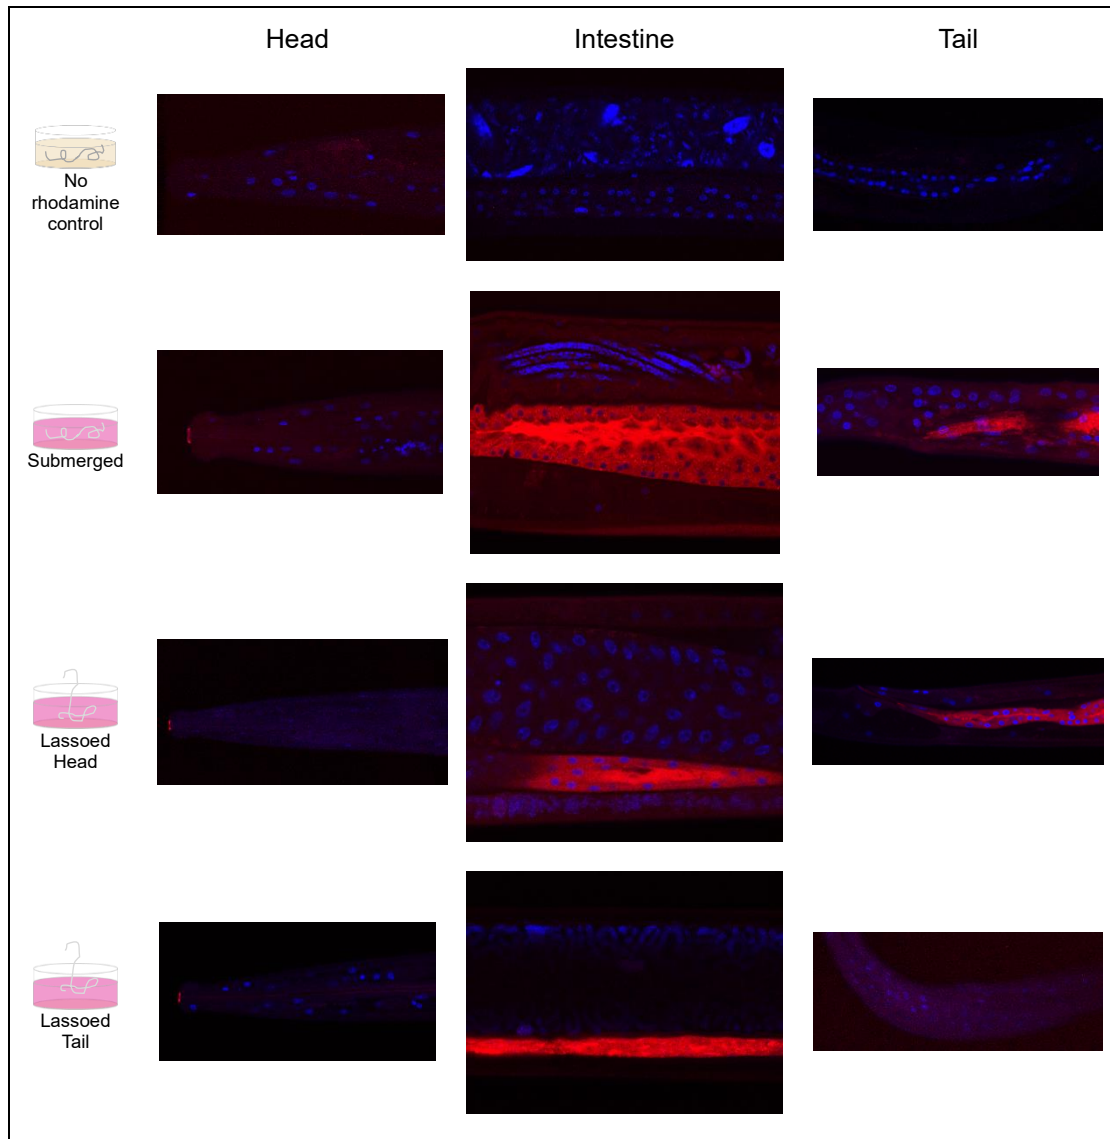 Head
Intestine
Tail
No
rhodamine
control
Submerged
Lassoed
Head
Lassoed
Tail